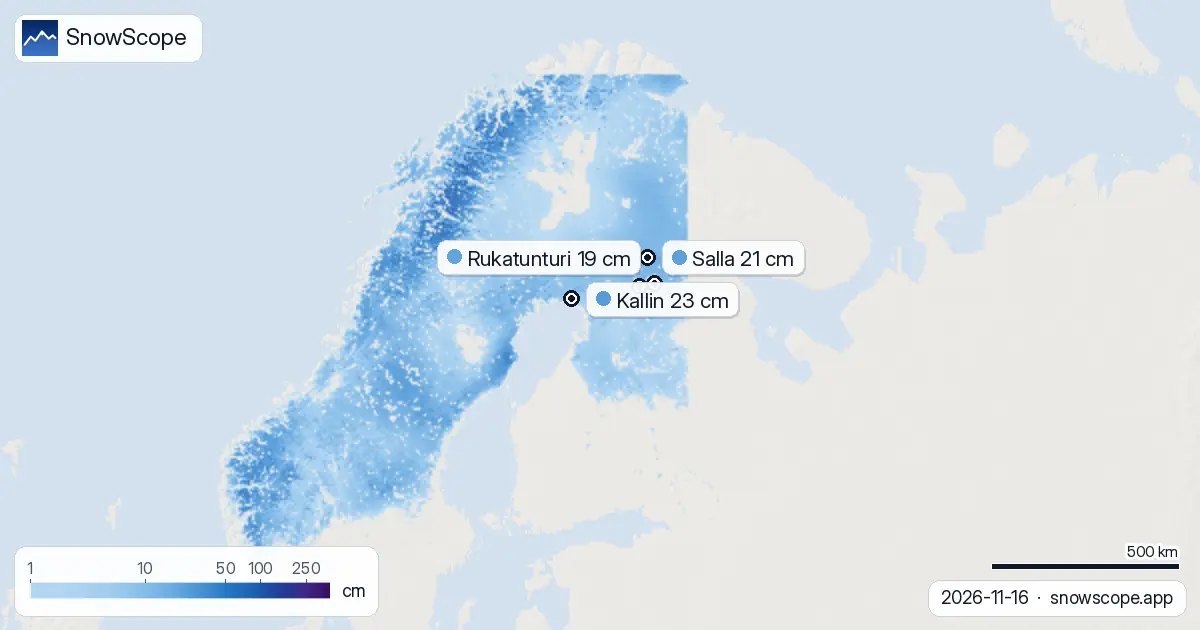 SnowScope
Rukatunturi 19 cm
Salla 21 cm
Kallin 23 cm
1 10 50 100 250
cm
500 km
2026-11-16 · snowscope.app